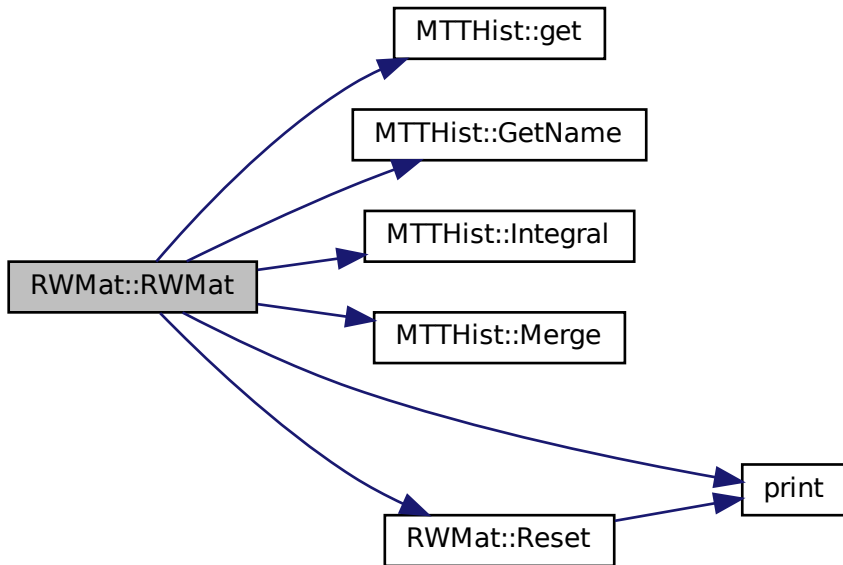 MTTHist::get
MTTHist::GetName
MTTHist::Integral
RWMat::RWMat
MTTHist::Merge
print
RWMat::Reset